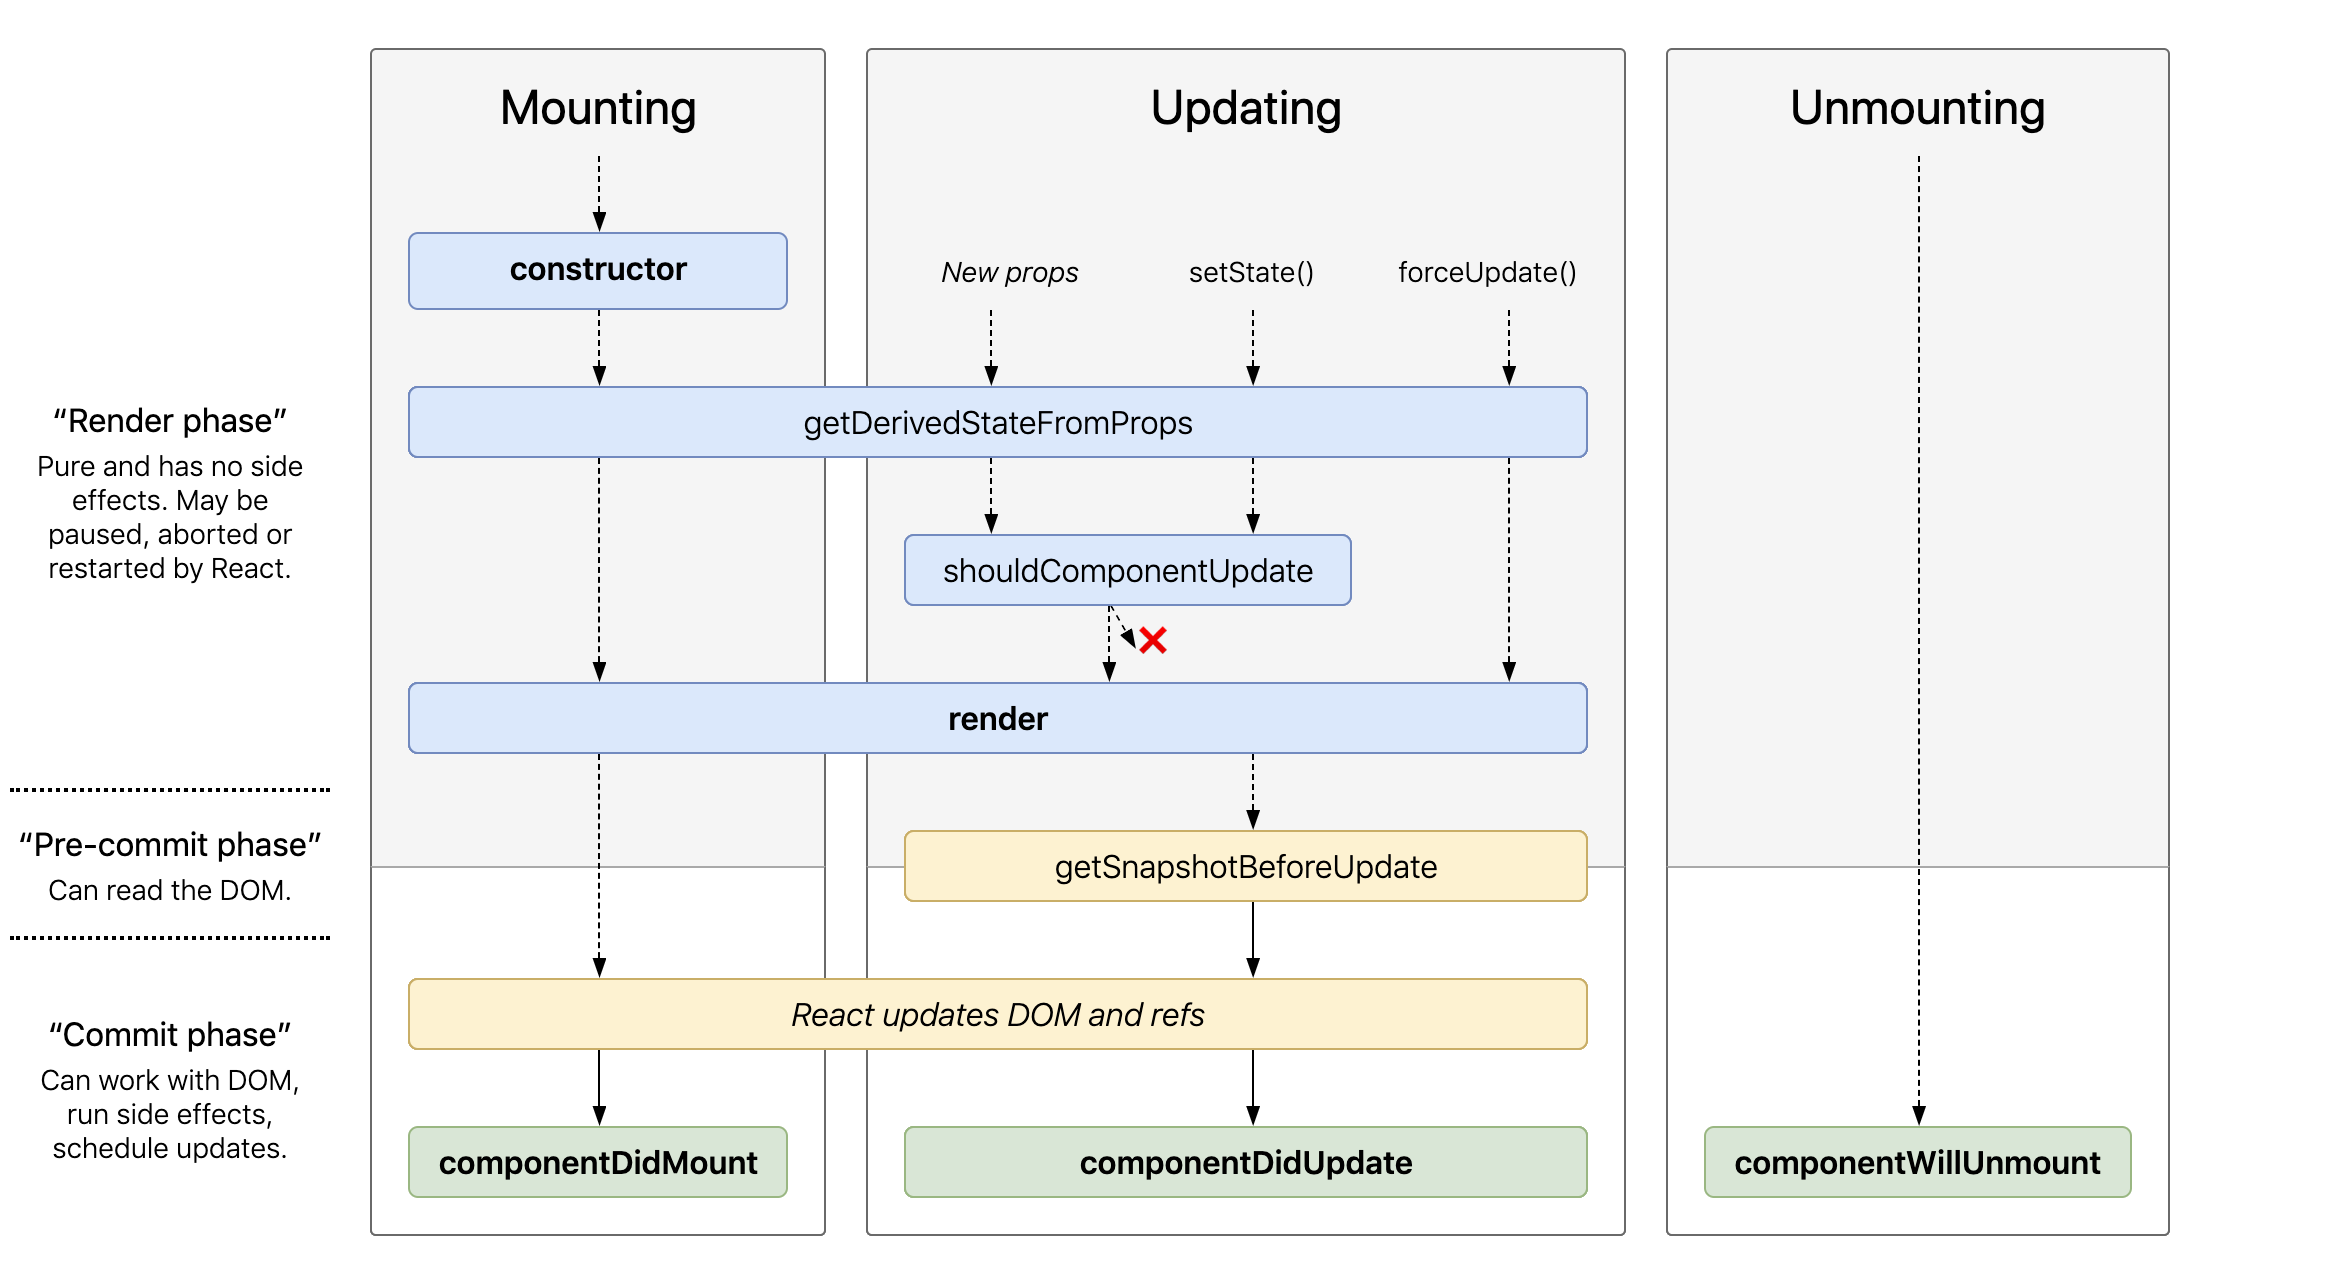 Mounting
Updating
Unmounting
constructor
New props
setState()
forceUpdate()
“Render phase”
Pure and has no side
effects. May be
paused, aborted or
restarted by React.
getDerivedStateFromProps
shouldComponentUpdate
render
“Pre-commit phase”
Can read the DOM.
getSnapshotBeforeUpdate
“Commit phase”
Can work with DOM,
run side effects,
schedule updates.
React updates DOM and refs
componentDidMount
componentDidUpdate
componentWillUnmount